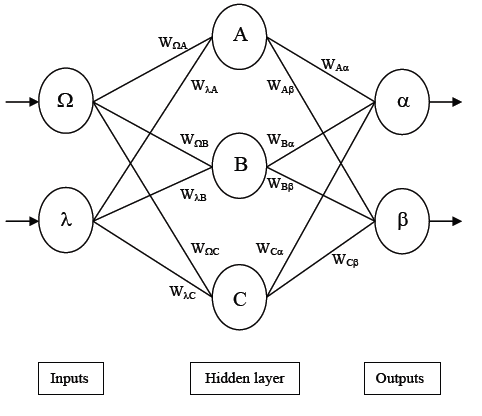 A
W_ΩA
W_Aα
W_λA
W_Aβ
Ω
α
W_ΩB
W_Bα
B
W_λB
W_Bβ
λ
β
W_ΩC
W_Cα
W_λC
W_Cβ
C
Inputs
Hidden layer
Outputs